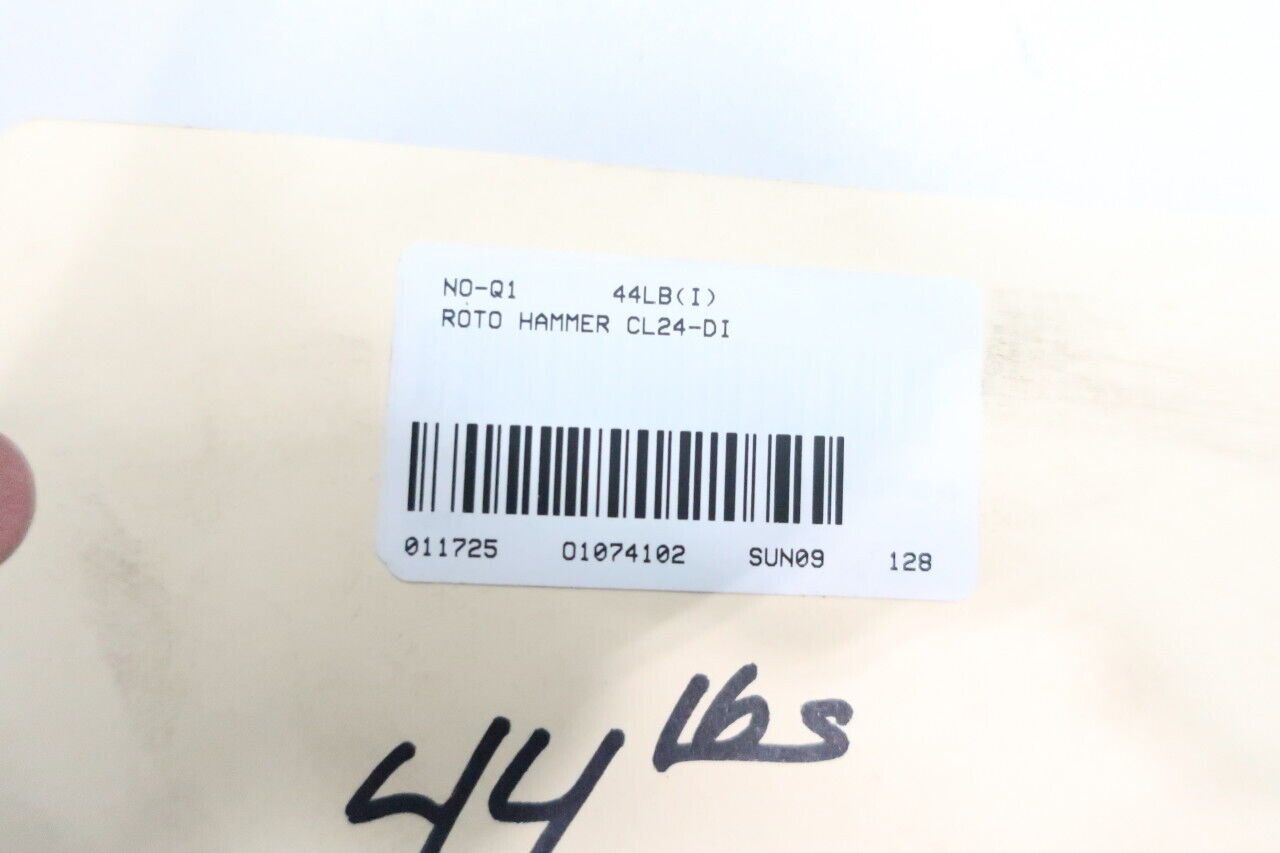 NO-Q1 44LB(I)
ROTO HAMMER CL24-DI
011725 01074102 SUN09 128
44 lbs